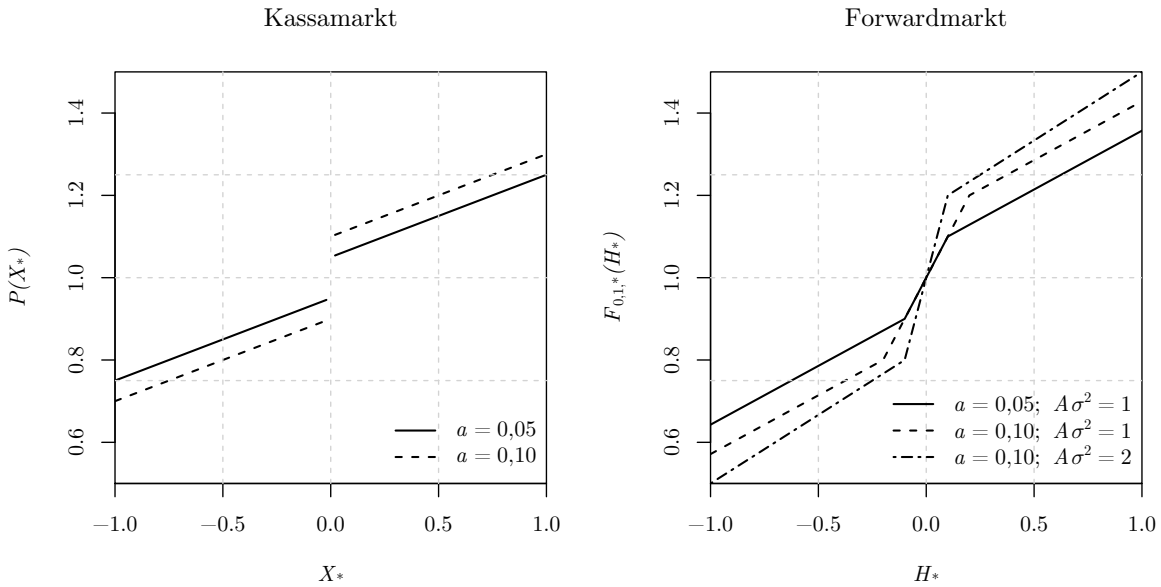 Kassamarkt
P(X*)
1.4
1.2
1.0
0.8
0.6
a = 0,05
a = 0,10
−1.0 −0.5 0.0 0.5 1.0
X*
Forwardmarkt
F0,1,*(H*)
1.4
1.2
1.0
0.8
0.6
a = 0,05; Aσ² = 1
a = 0,10; Aσ² = 1
a = 0,10; Aσ² = 2
−1.0 −0.5 0.0 0.5 1.0
H*